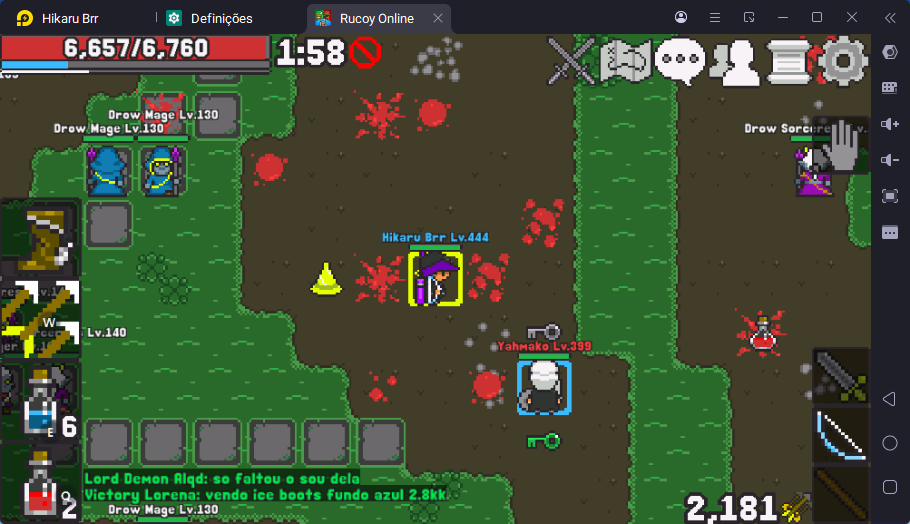 Hikaru Brr
Definições
Rucoy Online
6,657/6,760
1:58
Drow Mage Lv.130
Drow Mage Lv.130
Hikaru Brr Lv.444
W
Lv.140
Yahmako Lv.399
E
6
Lord Demon Alqd: so faltou o sou dela
Victory Lorena: vendo ice boots fundo azul 2.8kk
Q
2
Drow Mage Lv.130
2,181